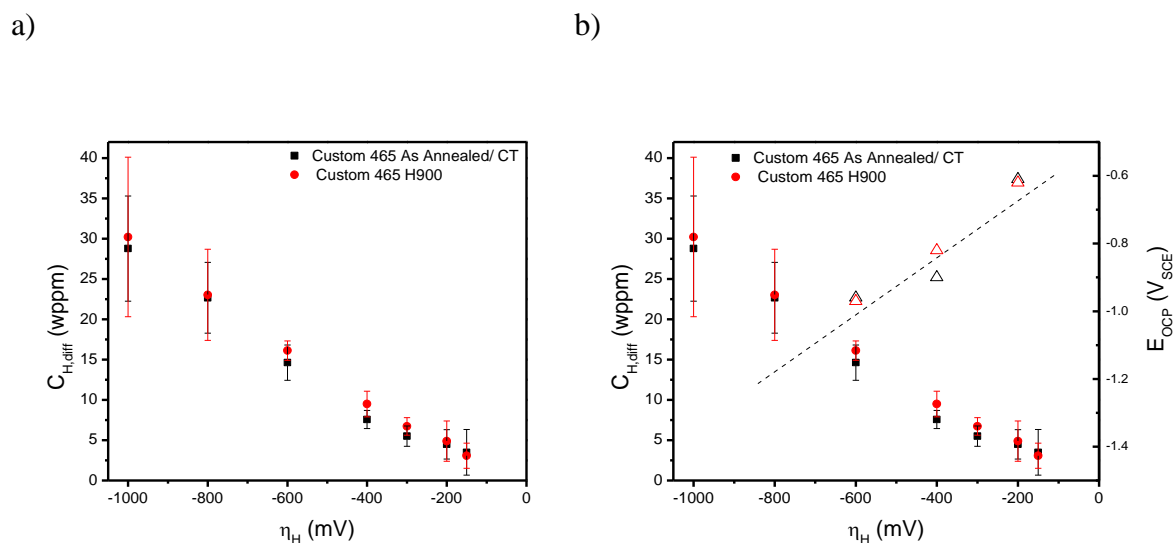 a)
b)
Custom 465 As Annealed/ CT
Custom 465 H900
40
35
30
25
20
15
10
5
0
C_H,diff (wppm)
-1000 -800 -600 -400 -200 0
η_H (mV)
Custom 465 As Annealed/ CT
Custom 465 H900
40
35
30
25
20
15
10
5
0
C_H,diff (wppm)
-0.6
-0.8
-1.0
-1.2
-1.4
E_OCP (V_SCE)
-1000 -800 -600 -400 -200 0
η_H (mV)